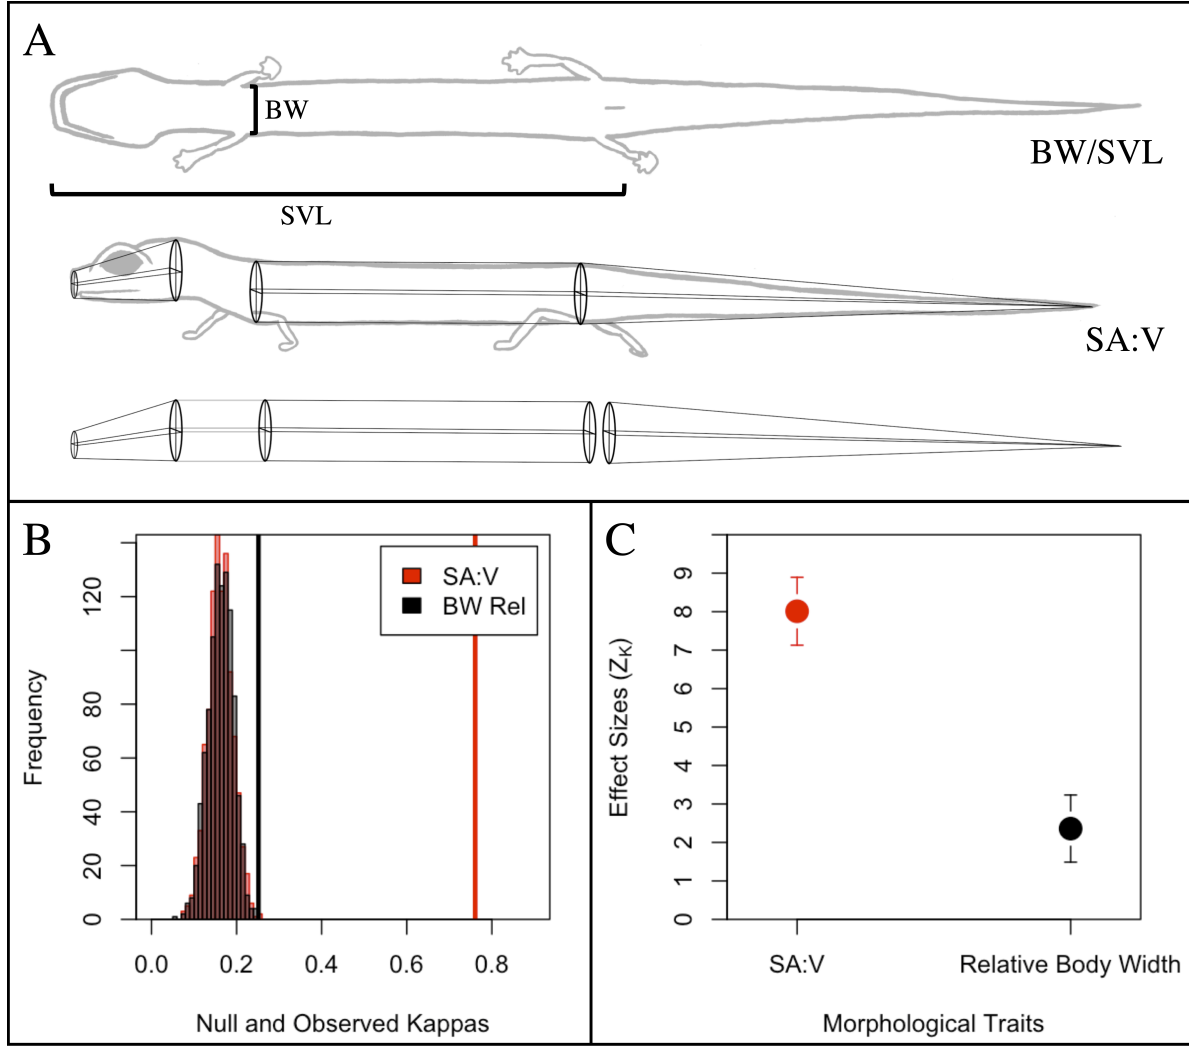 A
BW
BW/SVL
SVL
SA:V
B
SA:V
BW Rel
Frequency
0
20
40
60
80
120
0.0 0.2 0.4 0.6 0.8
Null and Observed Kappas
C
Effect Sizes (Z_K)
0
1
2
3
4
5
6
7
8
9
SA:V Relative Body Width
Morphological Traits